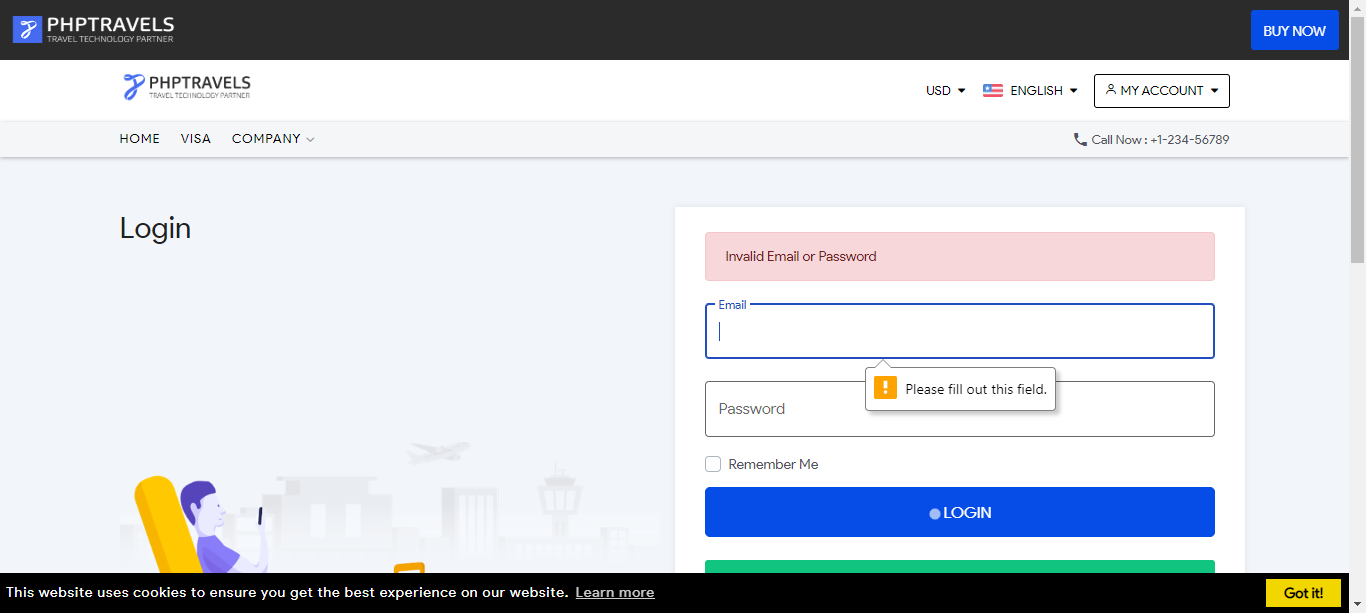 PHPTRAVELS
TRAVEL TECHNOLOGY PARTNER
BUY NOW
PHPTRAVELS
TRAVEL TECHNOLOGY PARTNER
USD
ENGLISH
MY ACCOUNT
HOME VISA COMPANY
Call Now : +1-234-56789
Login
Invalid Email or Password
Email
Please fill out this field.
Password
Remember Me
LOGIN
This website uses cookies to ensure you get the best experience on our website. Learn more
Got it!